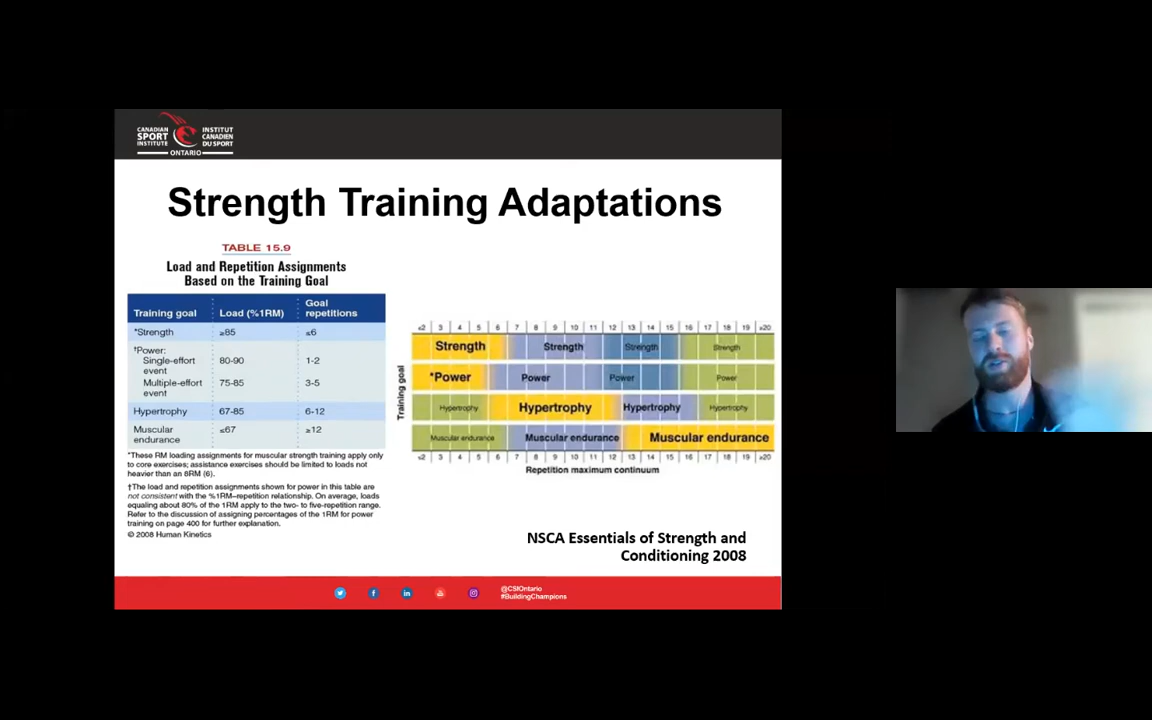 CANADIAN
SPORT
INSTITUTE
INSTITUT
CANADIEN
DU SPORT
ONTARIO
Strength Training Adaptations
TABLE 15.9
Load and Repetition Assignments
Based on the Training Goal
Training goal Load (%1RM) Goal repetitions
*Strength ≥85 ≤6
†Power:
Single-effort event 80-90 1-2
Multiple-effort event 75-85 3-5
Hypertrophy 67-85 6-12
Muscular endurance ≤67 ≥12
*These RM loading assignments for muscular strength training apply only
to core exercises; assistance exercises should be limited to loads not
heavier than an 8RM (6).
†The load and repetition assignments shown for power in this table are
not consistent with the %1RM–repetition relationship. On average, loads
equaling about 80% of the 1RM apply to the two- to five-repetition range.
Refer to the discussion of assigning percentages of the 1RM for power
training on page 400 for further explanation.
© 2008 Human Kinetics
≤2 3 4 5 6 7 8 9 10 11 12 13 14 15 16 17 18 19 ≥20
Training goal
Strength Strength Strength Strength
*Power Power Power Power
Hypertrophy Hypertrophy Hypertrophy Hypertrophy
Muscular endurance Muscular endurance Muscular endurance
≤2 3 4 5 6 7 8 9 10 11 12 13 14 15 16 17 18 19 ≥20
Repetition maximum continuum
NSCA Essentials of Strength and
Conditioning 2008
@CSIOntario
#BuildingChampions